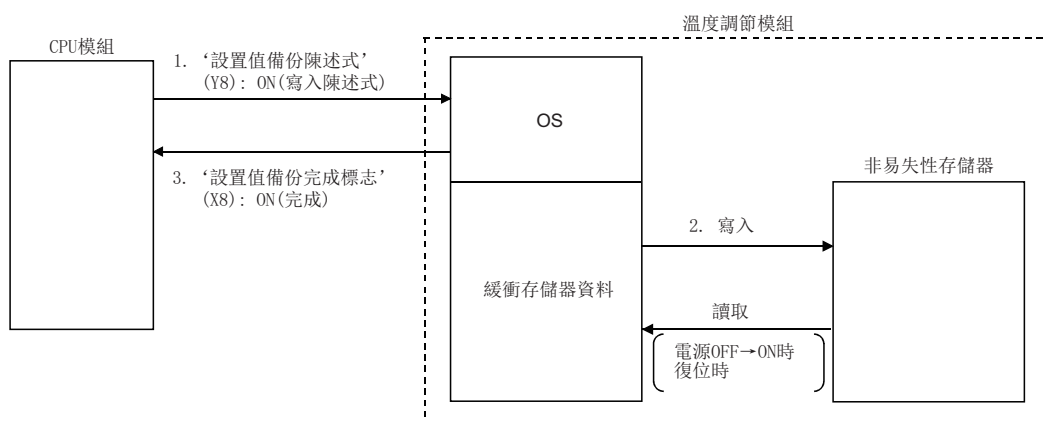 溫度調節模組
CPU模組
1. ‘設置值備份陳述式’
(Y8): ON(寫入陳述式)
OS
3. ‘設置值備份完成標志’
(X8): ON(完成)
非易失性存儲器
2. 寫入
緩衝存儲器資料
讀取
電源OFF→ON時
復位時